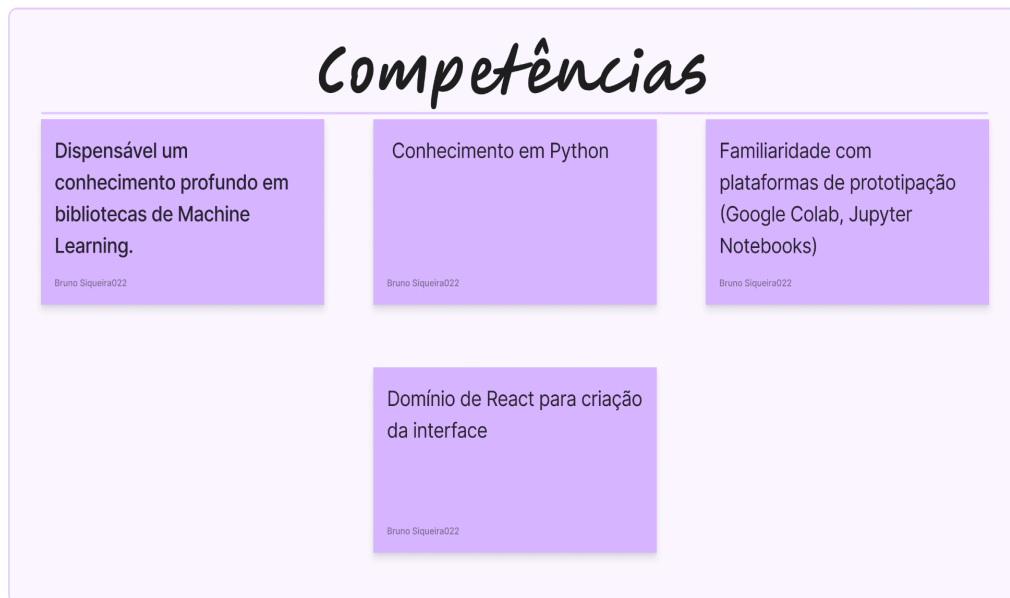 Competências
Dispensável um
conhecimento profundo em
bibliotecas de Machine
Learning.
Bruno Siqueira022
Conhecimento em Python
Bruno Siqueira022
Familiaridade com
plataformas de prototipação
(Google Colab, Jupyter
Notebooks)
Bruno Siqueira022
Domínio de React para criação
da interface
Bruno Siqueira022